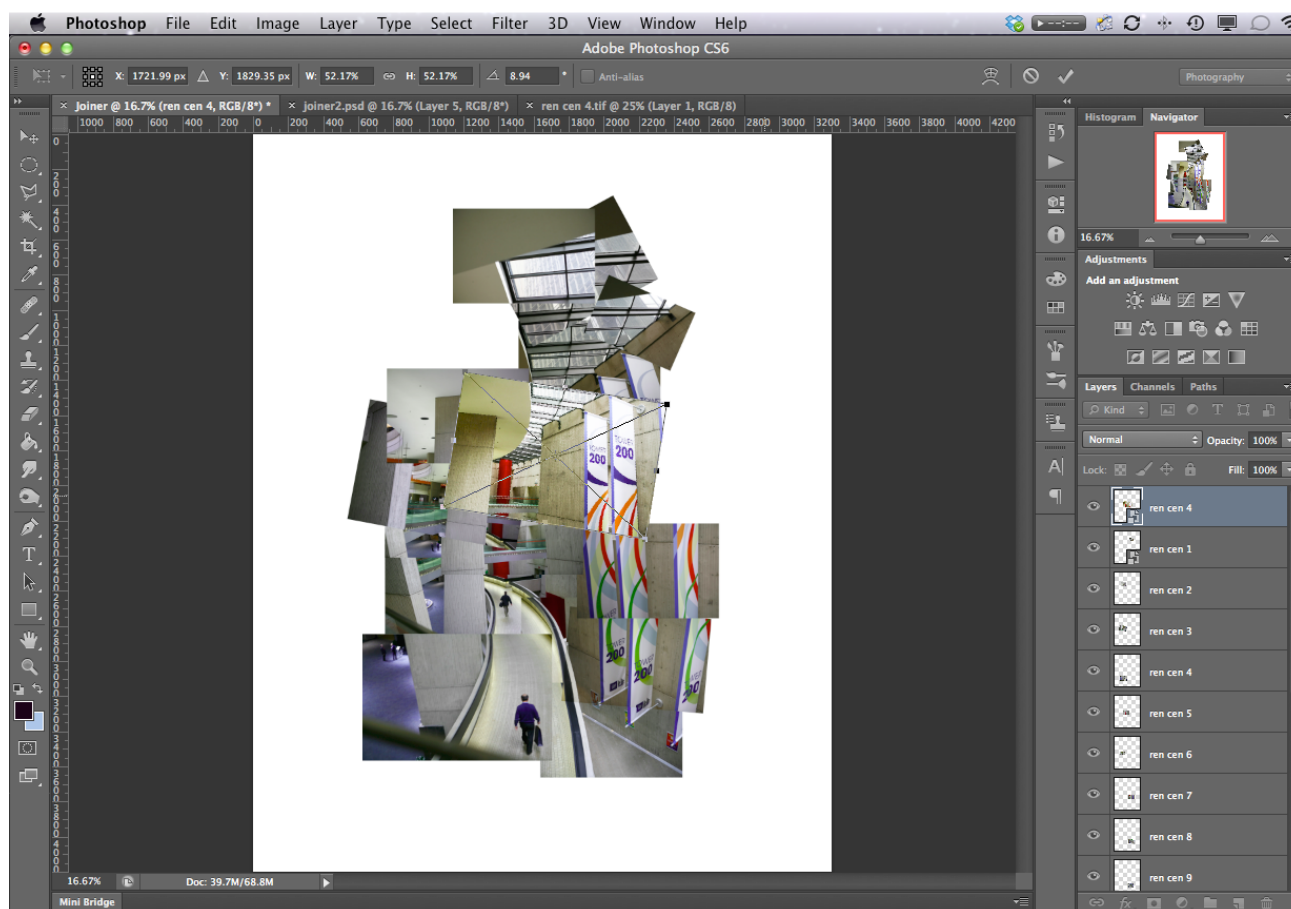 Photoshop File Edit Image Layer Type Select Filter 3D View Window Help
Adobe Photoshop CS6
X: 1721.99 px Y: 1829.35 px W: 52.17% H: 52.17% 8.94 ° Anti-alias Photography
× Joiner @ 16.7% (ren cen 4, RGB/8*) * × joiner2.psd @ 16.7% (Layer 5, RGB/8*) × ren cen 4.tif @ 25% (Layer 1, RGB/8)
1000 800 600 400 200 0 200 400 600 800 1000 1200 1400 1600 1800 2000 2200 2400 2600 2800 3000 3200 3400 3600 3800 4000 4200
Histogram Navigator
16.67%
Adjustments
Add an adjustment
Layers Channels Paths
Kind
Normal Opacity: 100%
Lock: Fill: 100%
ren cen 4
ren cen 1
ren cen 2
ren cen 3
ren cen 4
ren cen 5
ren cen 6
ren cen 7
ren cen 8
ren cen 9
TOWER
200
TOWER
200
TOWER
200
TOWER
200
200
16.67% Doc: 39.7M/68.8M
Mini Bridge